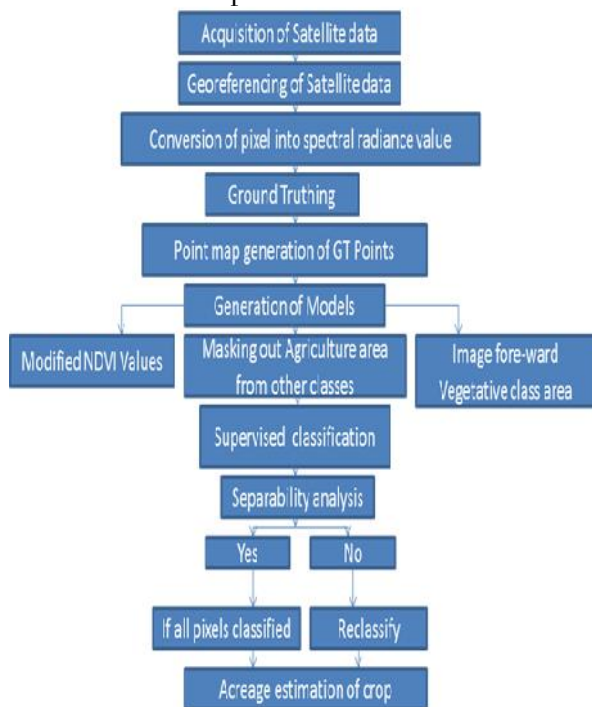 Acquisition of Satellite data
Georeferencing of Satellite data
Conversion of pixel into spectral radiance value
Ground Truthing
Point map generation of GT Points
Generation of Models
Modified NDVI Values
Masking out Agriculture area
from other classes
Image fore-ward
Vegetative class area
Supervised classification
Separability analysis
Yes
No
If all pixels classified
Reclassify
Acreage estimation of crop